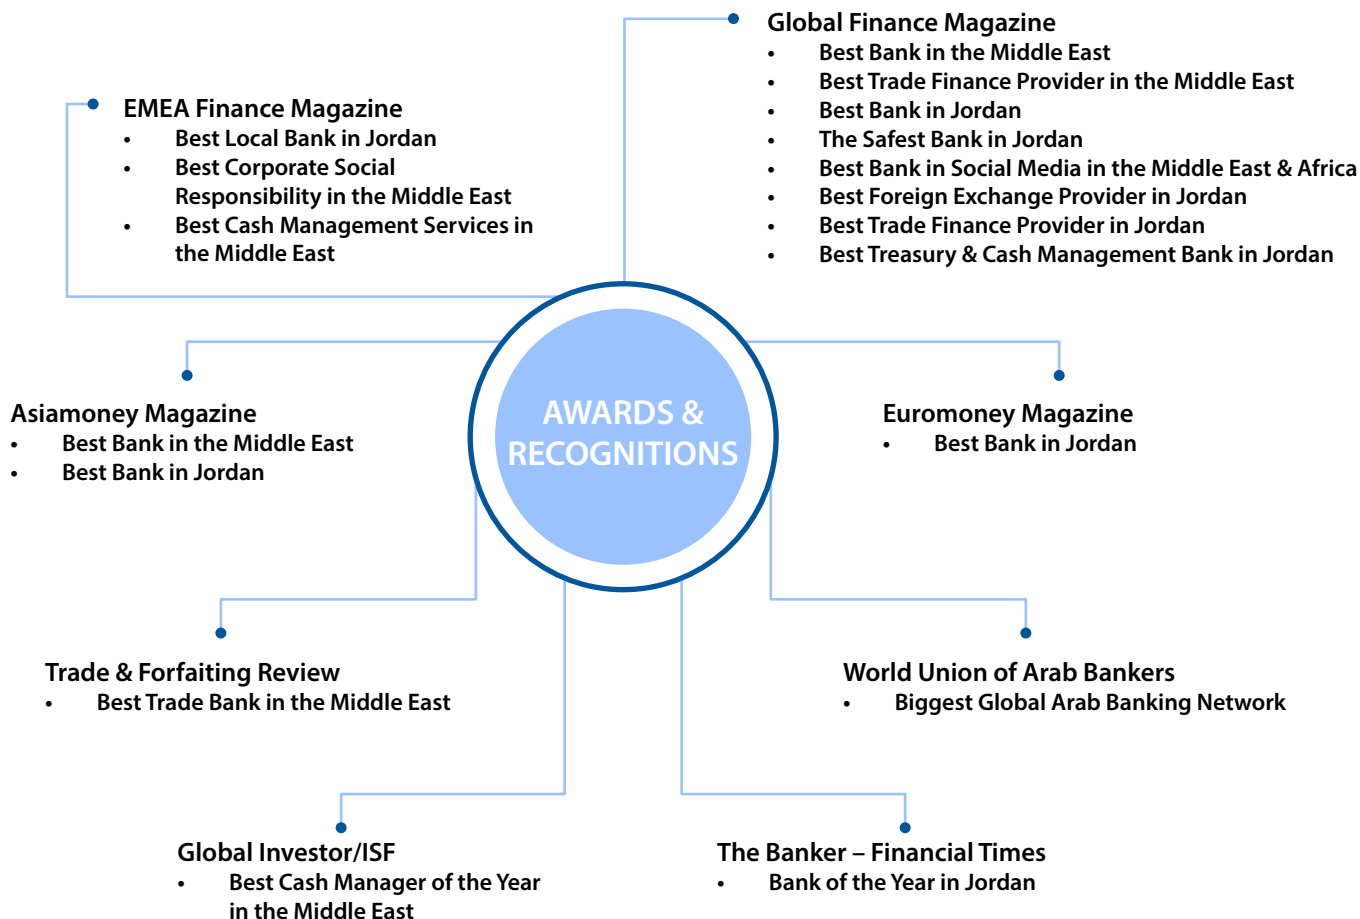 Global Finance Magazine
• Best Bank in the Middle East
• Best Trade Finance Provider in the Middle East
• Best Bank in Jordan
• The Safest Bank in Jordan
• Best Bank in Social Media in the Middle East & Africa
• Best Foreign Exchange Provider in Jordan
• Best Trade Finance Provider in Jordan
• Best Treasury & Cash Management Bank in Jordan
EMEA Finance Magazine
• Best Local Bank in Jordan
• Best Corporate Social
Responsibility in the Middle East
• Best Cash Management Services in
the Middle East
AWARDS &
RECOGNITIONS
Asiamoney Magazine
• Best Bank in the Middle East
• Best Bank in Jordan
Euromoney Magazine
• Best Bank in Jordan
Trade & Forfaiting Review
• Best Trade Bank in the Middle East
World Union of Arab Bankers
• Biggest Global Arab Banking Network
Global Investor/ISF
• Best Cash Manager of the Year
in the Middle East
The Banker – Financial Times
• Bank of the Year in Jordan